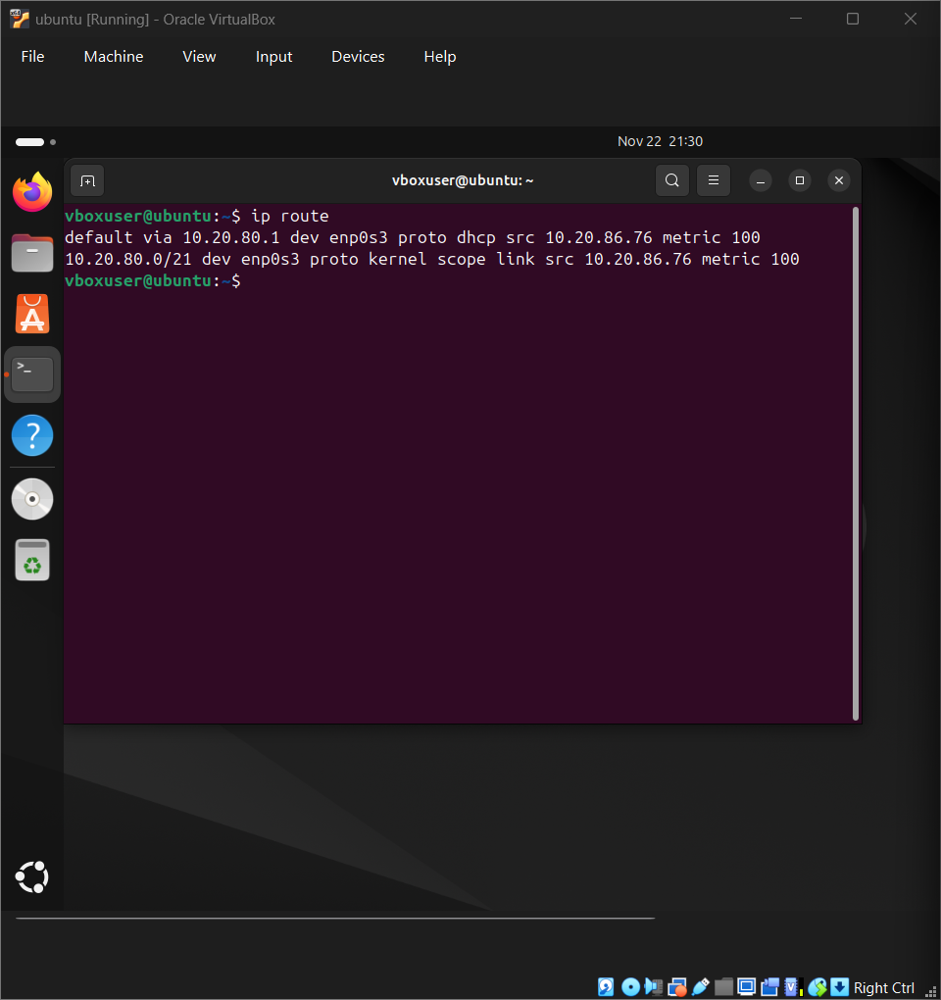 ubuntu [Running] - Oracle VirtualBox
File Machine View Input Devices Help
Nov 22 21:30
vboxuser@ubuntu: ~
vboxuser@ubuntu:~$ ip route
default via 10.20.80.1 dev enp0s3 proto dhcp src 10.20.86.76 metric 100
10.20.80.0/21 dev enp0s3 proto kernel scope link src 10.20.86.76 metric 100
vboxuser@ubuntu:~$
Right Ctrl